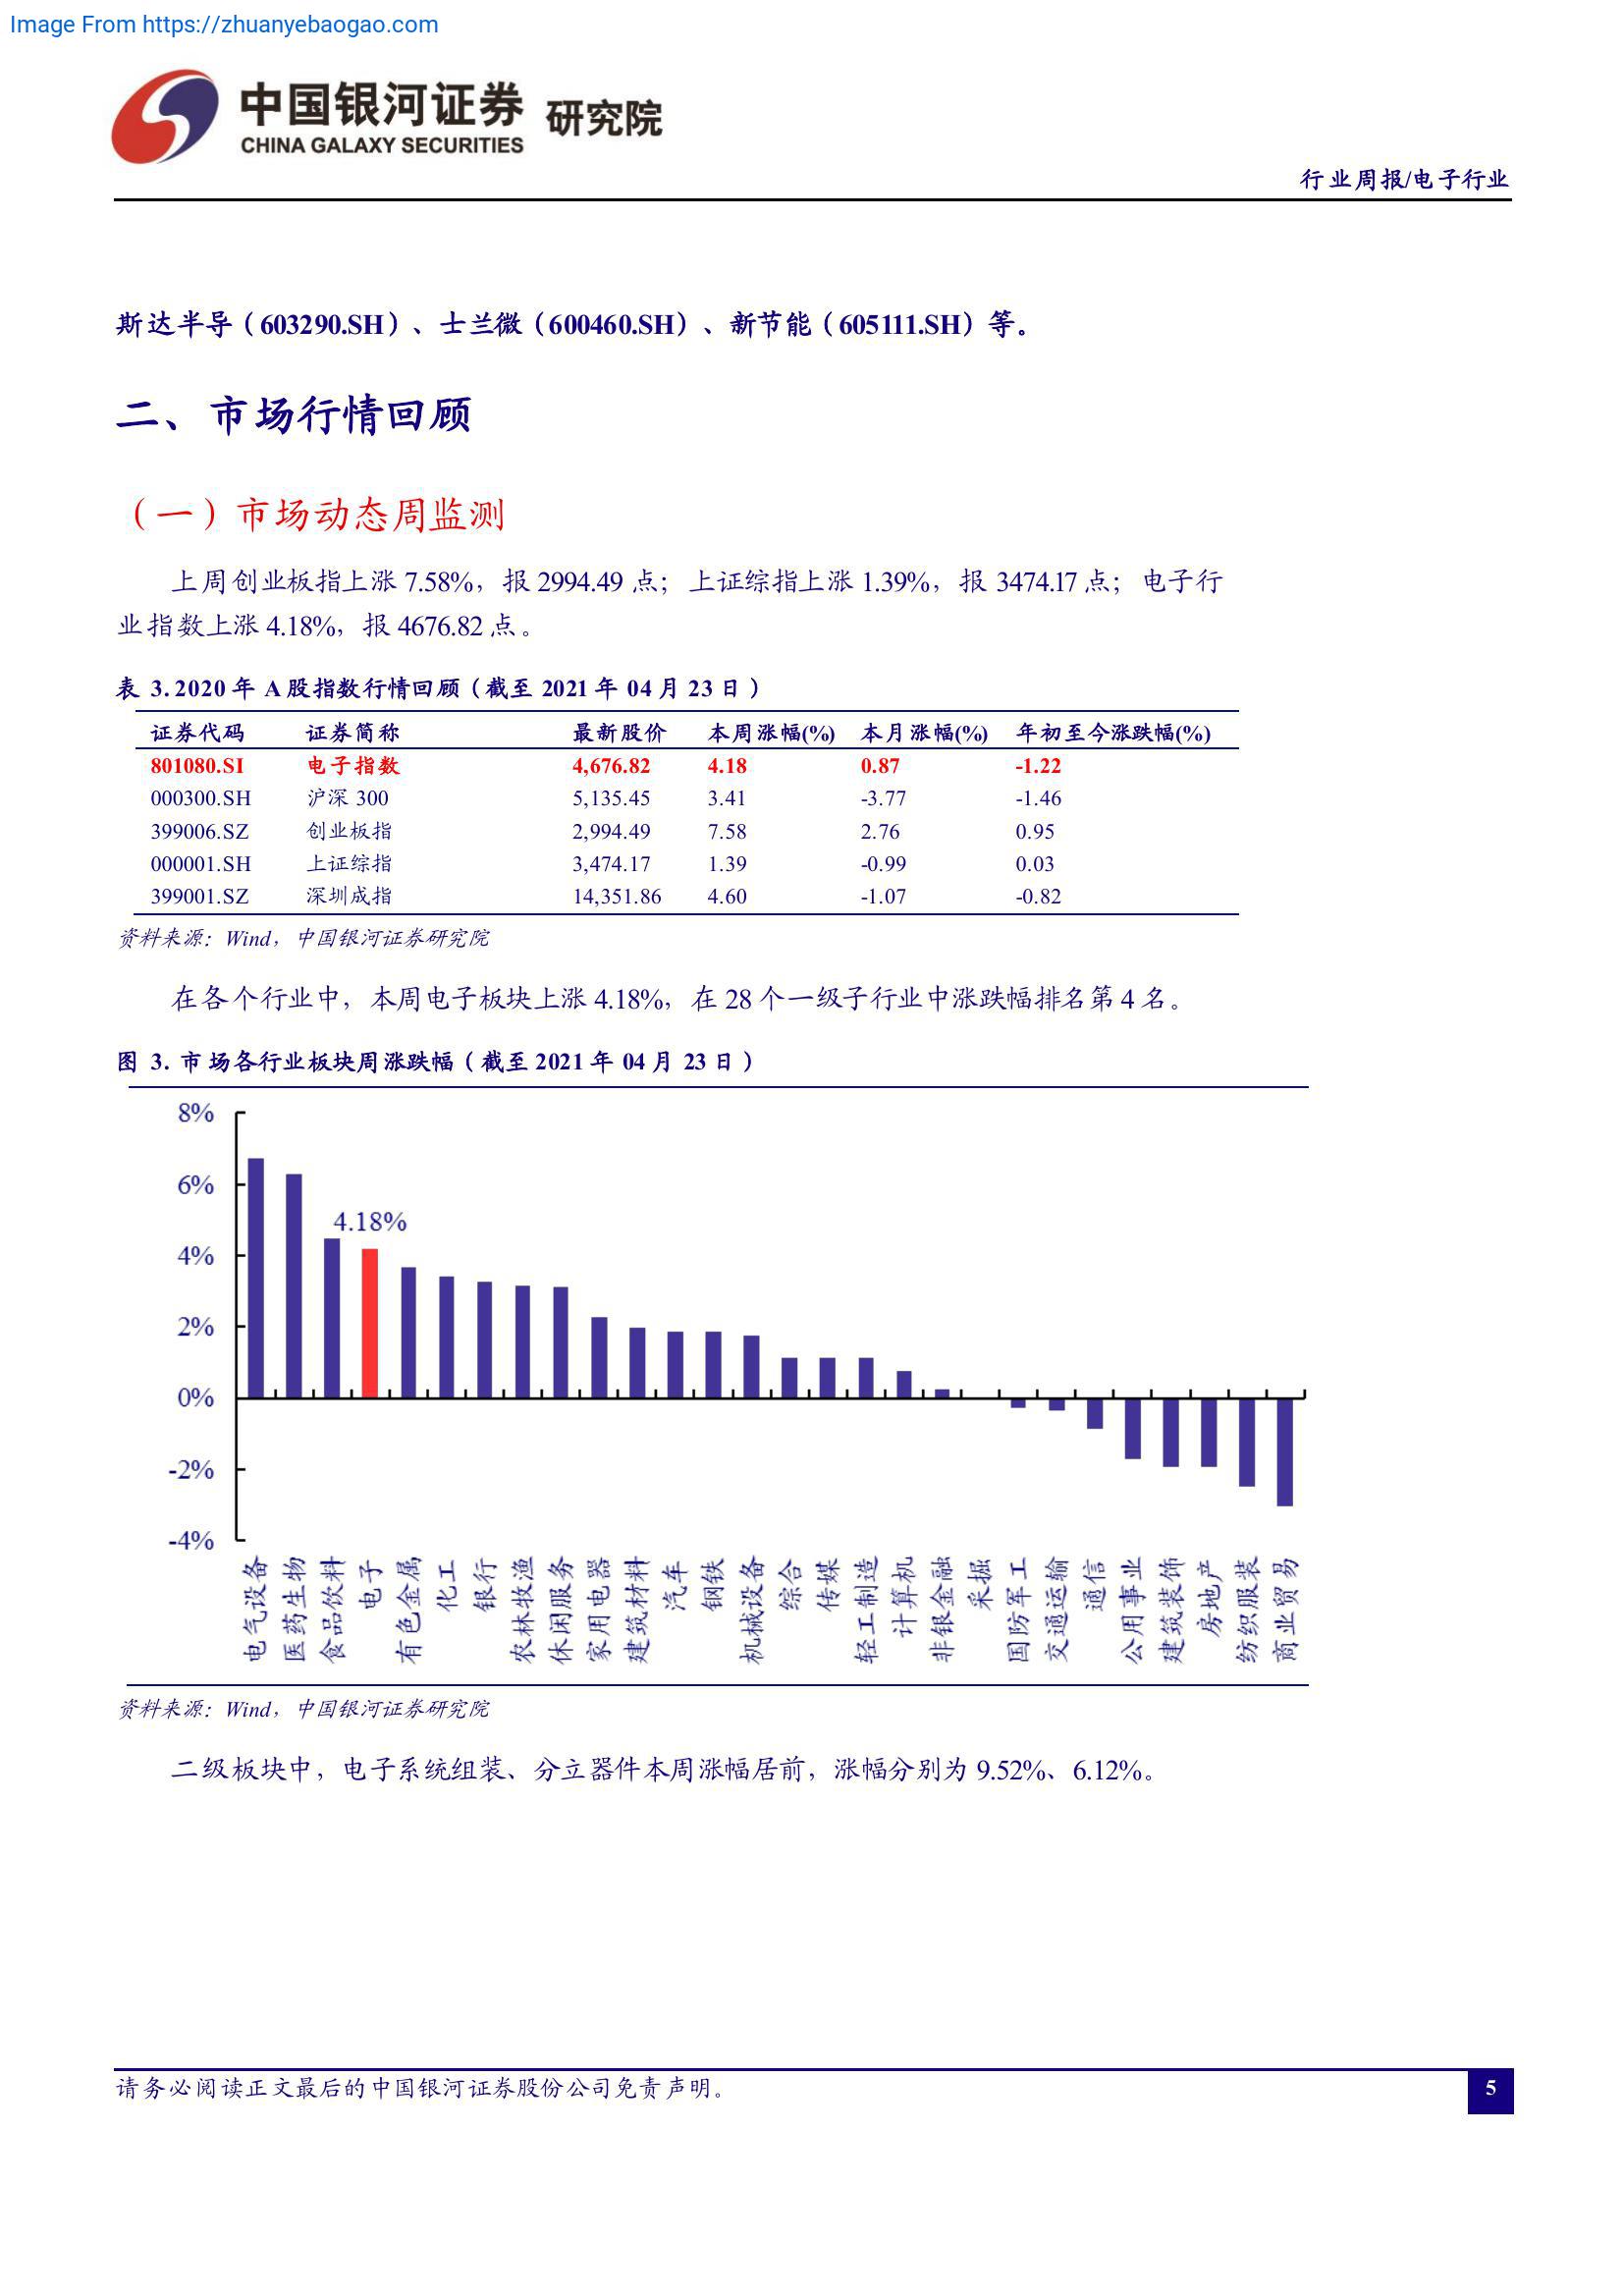 Image From https://zhuanyebaogao.com
中国银河证券 研究院
CHINA GALAXY SECURITIES
行业周报/电子行业
斯达半导（603290.SH）、士兰微（600460.SH）、新节能（605111.SH）等。
二、市场行情回顾
（一）市场动态周监测
上周创业板指上涨 7.58%，报 2994.49 点；上证综指上涨 1.39%，报 3474.17 点；电子行
业指数上涨 4.18%，报 4676.82 点。
表 3. 2020 年 A 股指数行情回顾（截至 2021 年 04 月 23 日）
证券代码 证券简称 最新股价 本周涨幅(%) 本月涨幅(%) 年初至今涨跌幅(%)
801080.SI 电子指数 4,676.82 4.18 0.87 -1.22
000300.SH 沪深 300 5,135.45 3.41 -3.77 -1.46
399006.SZ 创业板指 2,994.49 7.58 2.76 0.95
000001.SH 上证综指 3,474.17 1.39 -0.99 0.03
399001.SZ 深圳成指 14,351.86 4.60 -1.07 -0.82
资料来源：Wind，中国银河证券研究院
在各个行业中，本周电子板块上涨 4.18%，在 28 个一级子行业中涨跌幅排名第 4 名。
图 3. 市场各行业板块周涨跌幅（截至 2021 年 04 月 23 日）
8%
6%
4.18%
4%
2%
0%
-2%
-4%
电气设备
医药生物
食品饮料
电子
有色金属
化工
银行
农林牧渔
休闲服务
家用电器
建筑材料
汽车
钢铁
机械设备
综合
传媒
轻工制造
计算机
非银金融
采掘
国防军工
交通运输
通信
公用事业
建筑装饰
房地产
纺织服装
商业贸易
资料来源：Wind，中国银河证券研究院
二级板块中，电子系统组装、分立器件本周涨幅居前，涨幅分别为 9.52%、6.12%。
请务必阅读正文最后的中国银河证券股份公司免责声明。
5